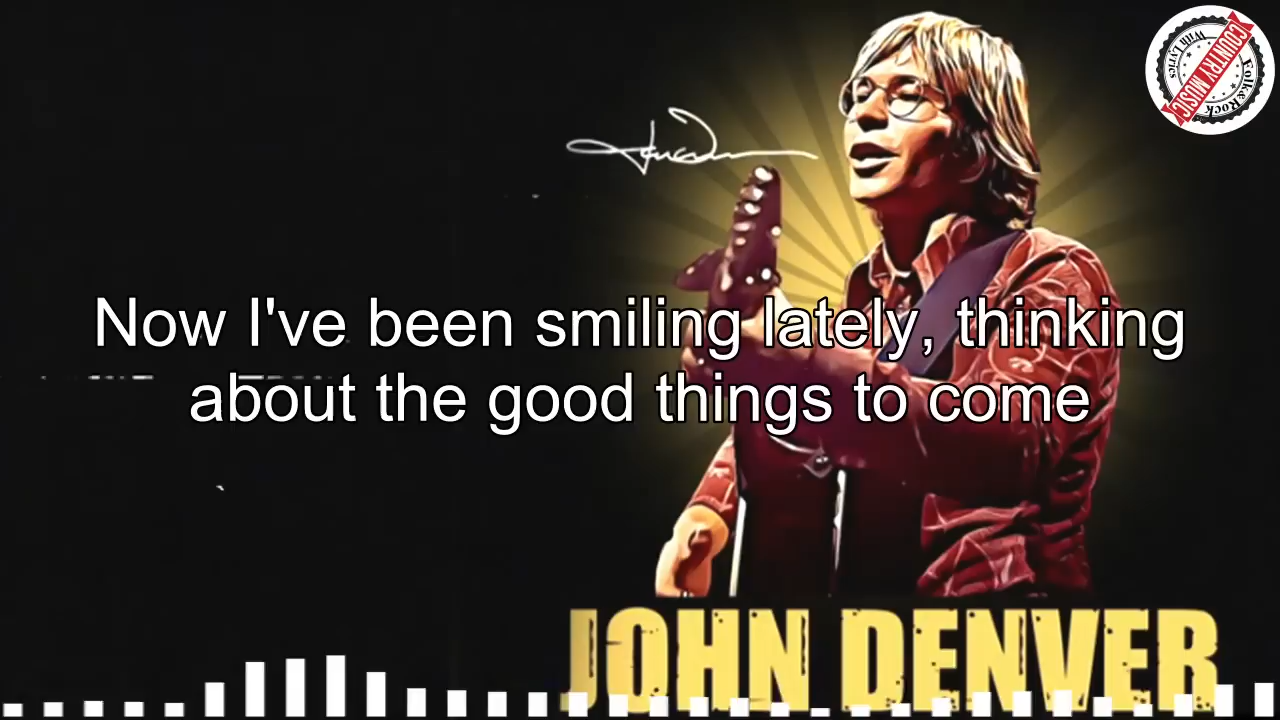 With Lyrics
COUNTRY MUSIC
Folk&Rock
Now I've been smiling lately, thinking
about the good things to come
JOHN DENVER